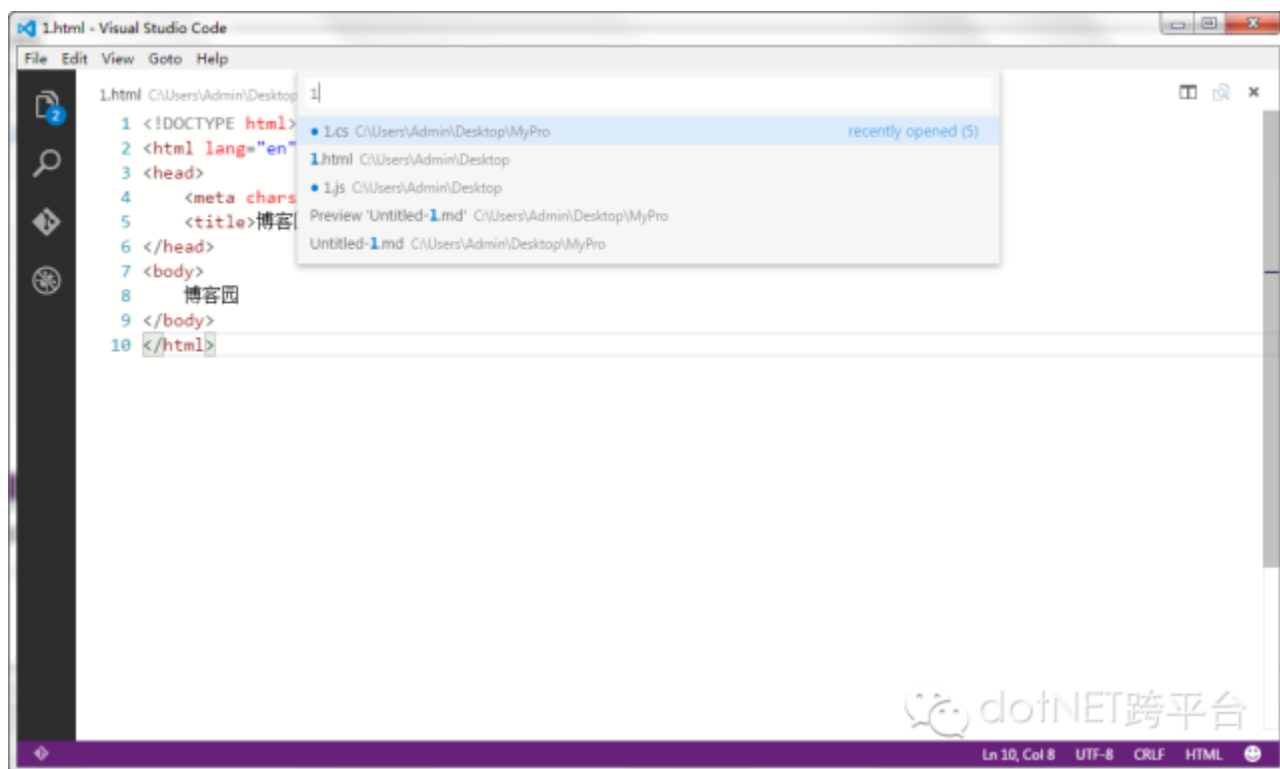 1.html - Visual Studio Code
File Edit View Goto Help
1.html C:\Users\Admin\Desktop
1
2
● 1.cs C:\Users\Admin\Desktop\MyPro recently opened (5)
1.html C:\Users\Admin\Desktop
● 1.js C:\Users\Admin\Desktop
Preview 'Untitled-1.md' C:\Users\Admin\Desktop\MyPro
Untitled-1.md C:\Users\Admin\Desktop\MyPro
1 <!DOCTYPE html>
2 <html lang="en"
3 <head>
4 <meta chars
5 <title>博客
6 </head>
7 <body>
8 博客园
9 </body>
10 </html>
dotNET跨平台
Ln 10, Col 8 UTF-8 CRLF HTML